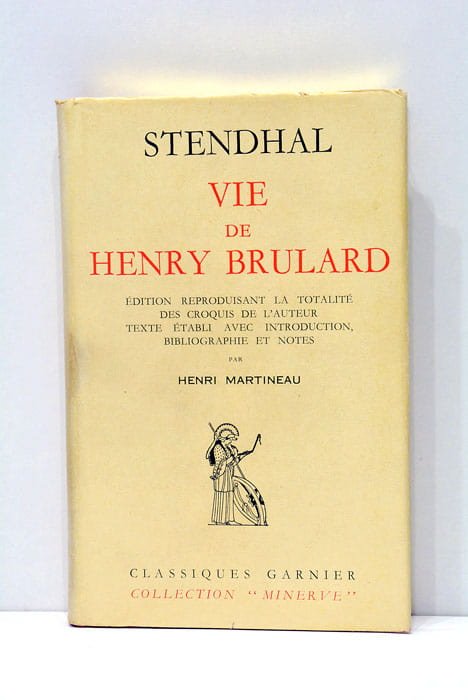 STENDHAL
VIE
DE
HENRY BRULARD
ÉDITION REPRODUISANT LA TOTALITÉ
DES CROQUIS DE L'AUTEUR
TEXTE ÉTABLI AVEC INTRODUCTION,
BIBLIOGRAPHIE ET NOTES
PAR
HENRI MARTINEAU
CLASSIQUES GARNIER
COLLECTION "MINERVE"